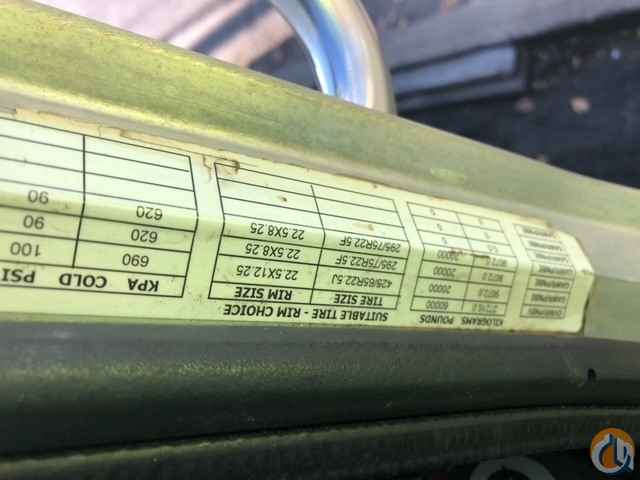 SUITABLE TIRE - RIM CHOICE
KILOGRAMS POUNDS TIRE SIZE RIM SIZE KPA COLD PSI
60000
9072.0 20000 425/65R22.5J 22.5X12.25 690 100
9072.0 20000 295/75R22.5F 22.5X8.25 620 90
20000 295/75R22.5F 22.5X8.25 620 90